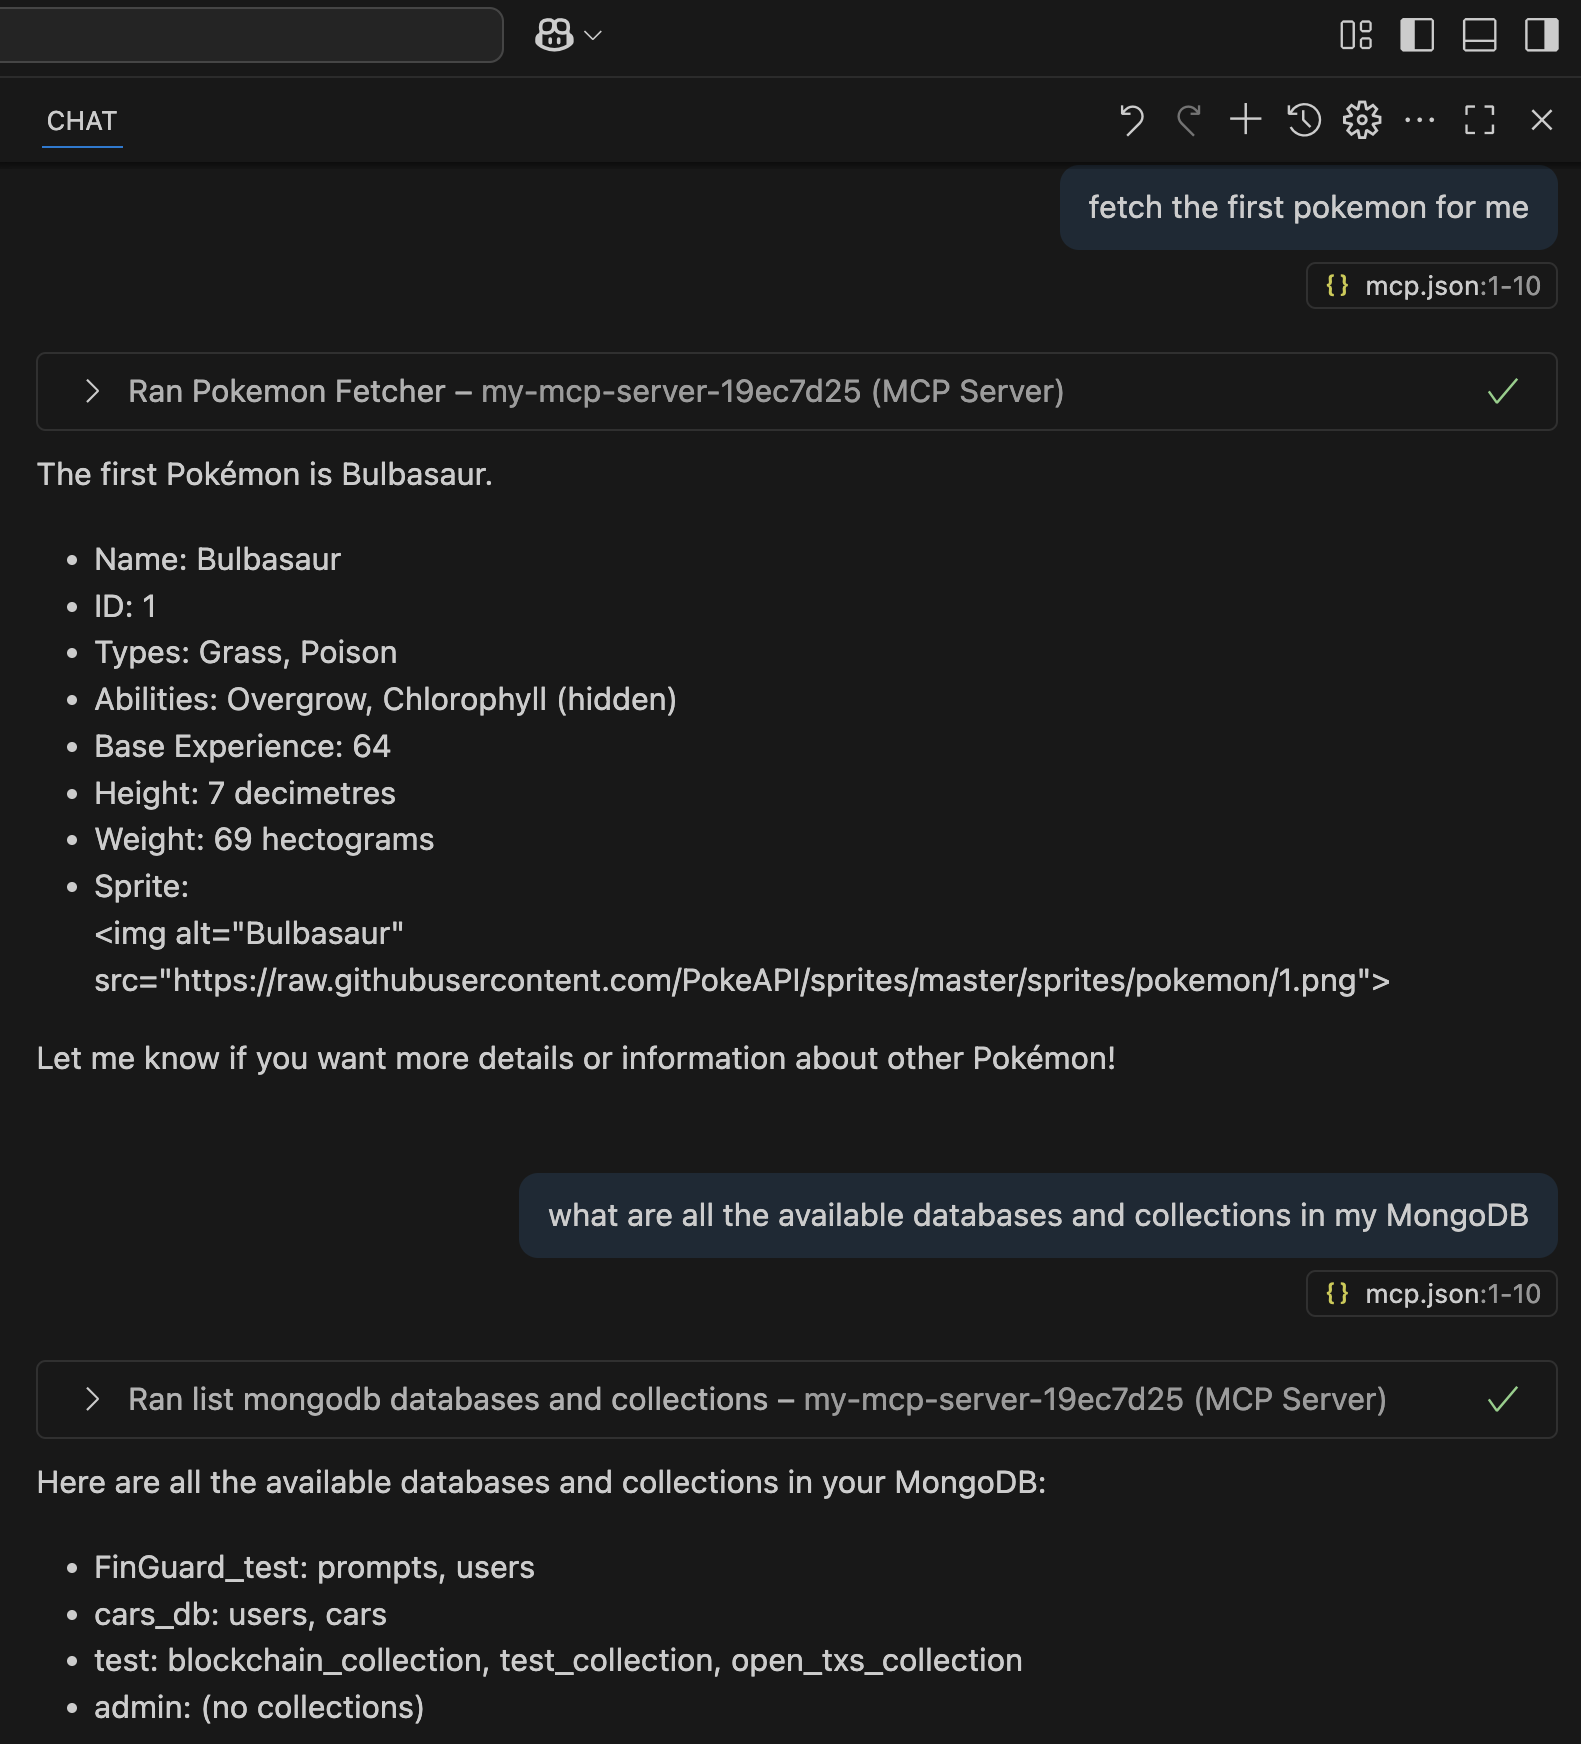 CHAT
fetch the first pokemon for me
{} mcp.json:1-10
Ran Pokemon Fetcher – my-mcp-server-19ec7d25 (MCP Server)
The first Pokémon is Bulbasaur.
• Name: Bulbasaur
• ID: 1
• Types: Grass, Poison
• Abilities: Overgrow, Chlorophyll (hidden)
• Base Experience: 64
• Height: 7 decimetres
• Weight: 69 hectograms
• Sprite:
<img alt="Bulbasaur"
src="https://raw.githubusercontent.com/PokeAPI/sprites/master/sprites/pokemon/1.png">
Let me know if you want more details or information about other Pokémon!
what are all the available databases and collections in my MongoDB
{} mcp.json:1-10
Ran list mongodb databases and collections – my-mcp-server-19ec7d25 (MCP Server)
Here are all the available databases and collections in your MongoDB:
• FinGuard_test: prompts, users
• cars_db: users, cars
• test: blockchain_collection, test_collection, open_txs_collection
• admin: (no collections)